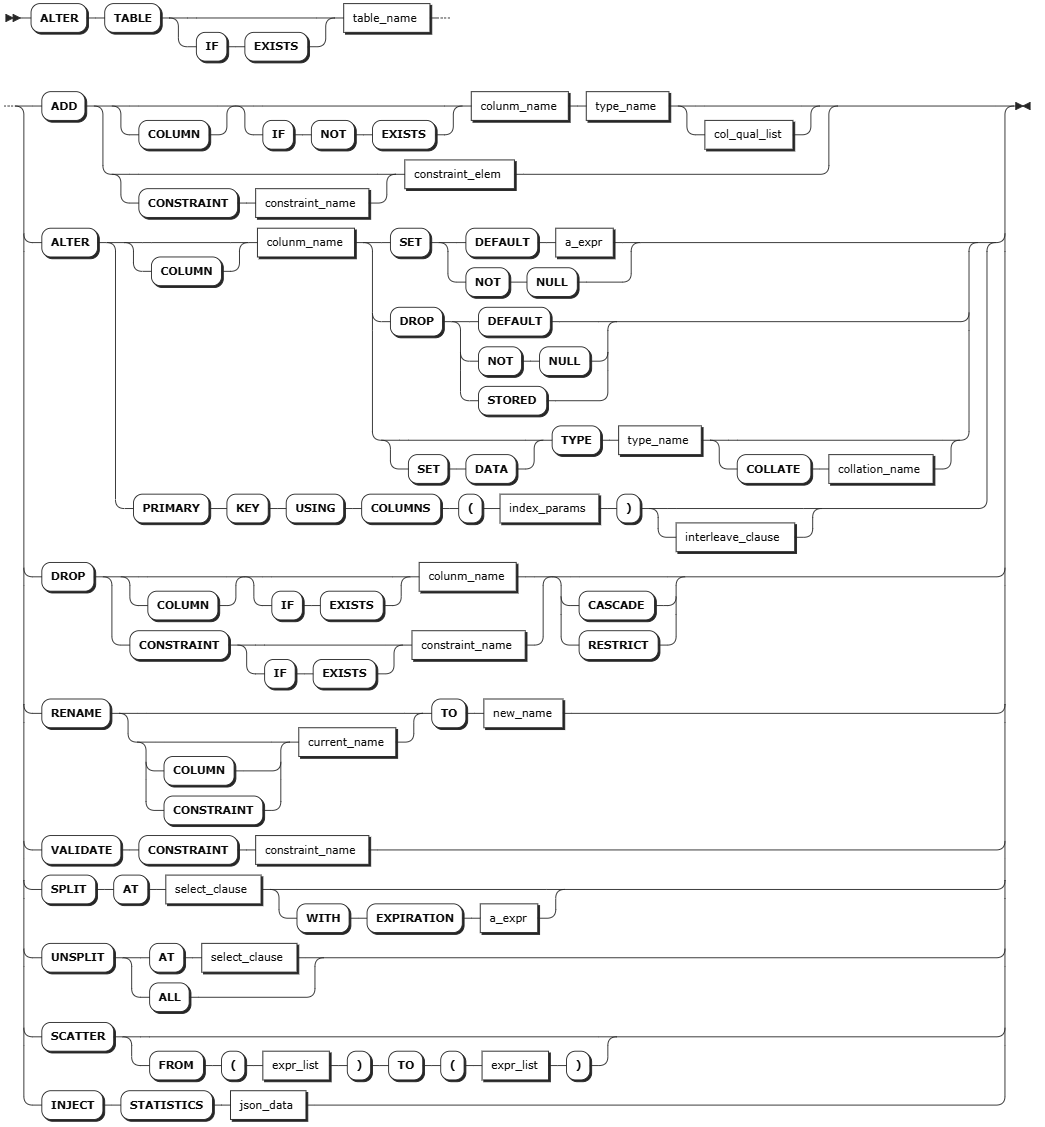 ALTER TABLE table_name
IF EXISTS
ADD colunm_name type_name
COLUMN IF NOT EXISTS col_qual_list
constraint_elem
CONSTRAINT constraint_name
ALTER colunm_name SET DEFAULT a_expr
COLUMN
NOT NULL
DROP DEFAULT
NOT NULL
STORED
TYPE type_name
SET DATA COLLATE collation_name
PRIMARY KEY USING COLUMNS ( index_params )
interleave_clause
DROP colunm_name
COLUMN IF EXISTS CASCADE
CONSTRAINT constraint_name RESTRICT
IF EXISTS
RENAME TO new_name
current_name
COLUMN
CONSTRAINT
VALIDATE CONSTRAINT constraint_name
SPLIT AT select_clause
WITH EXPIRATION a_expr
UNSPLIT AT select_clause
ALL
SCATTER
FROM ( expr_list ) TO ( expr_list )
INJECT STATISTICS json_data